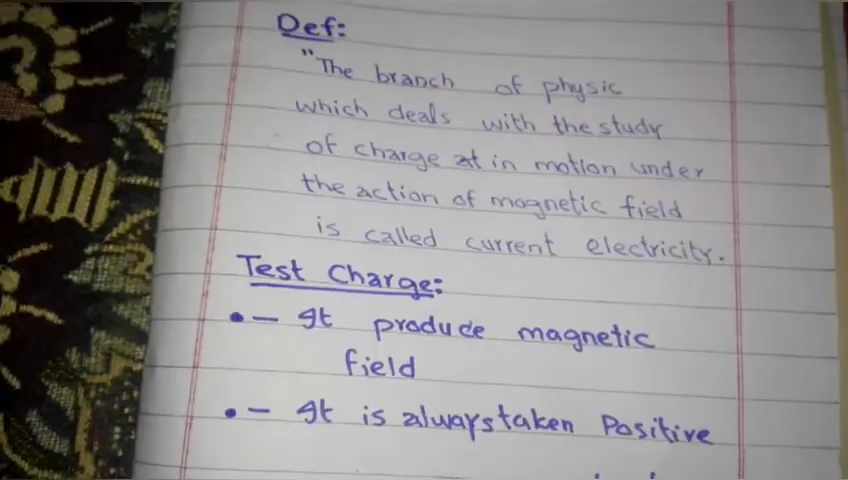 Def:
"The branch of physic
which deals with the study
of charge at in motion under
the action of magnetic field
is called current electricity.
Test Charge:
•— It produce magnetic
field
•— It is always taken Positive